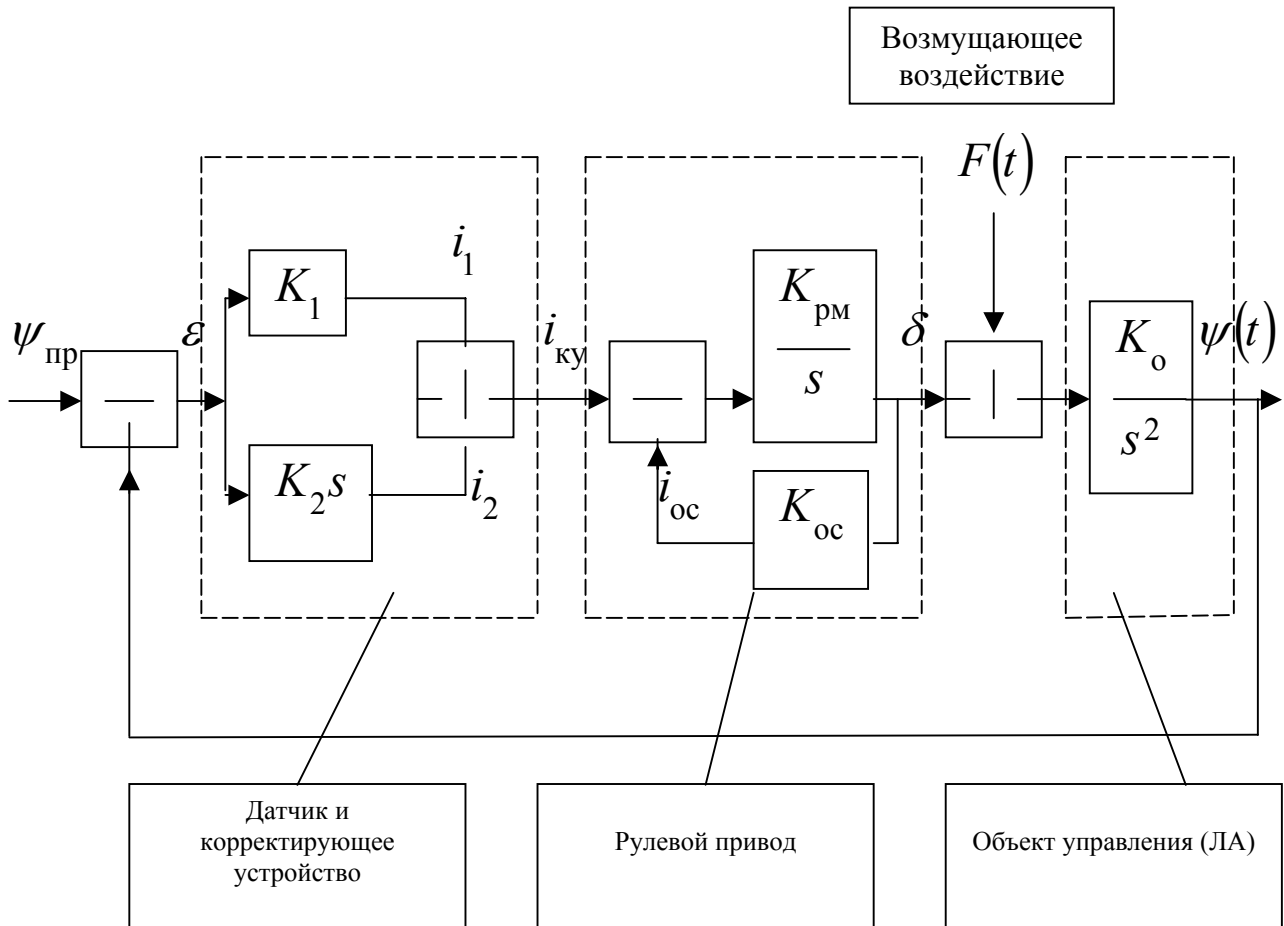 Возмущающее
воздействие
F(t)
ψпр
ε
K1
i1
K2s
i2
iку
Kрм
s
iос
Kос
δ
Kо
s2
ψ(t)
Датчик и
корректирующее
устройство
Рулевой привод
Объект управления (ЛА)